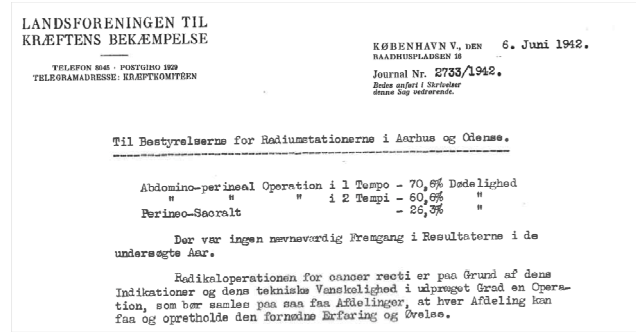 LANDSFORENINGEN TIL
KRÆFTENS BEKÆMPELSE
TELEFON 8045 · POSTGIRO 1929
TELEGRAMADRESSE: KRÆFTKOMITÉEN
KØBENHAVN V., DEN 6. Juni 1942.
RAADHUSPLADSEN 16
Journal Nr. 2733/1942.
Bedes anført i Skrivelser
denne Sag vedrørende.
Til Bestyrelserne for Radiumstationerne i Aarhus og Odense.
Abdomino-perineal Operation i 1 Tempo - 70,6% Dødelighed
" " " i 2 Tempi - 60,6% "
Perineo-Sacralt - 26,3% "
Der var ingen nævneværdig Fremgang i Resultaterne i de
undersøgte Aar.
Radikaloperationen for cancer recti er paa Grund af dens
Indikationer og dens tekniske Vanskelighed i udpræget Grad en Opera-
tion, som bør samles paa saa faa Afdelinger, at hver Afdeling kan
faa og opretholde den fornødne Erfaring og Øvelse.